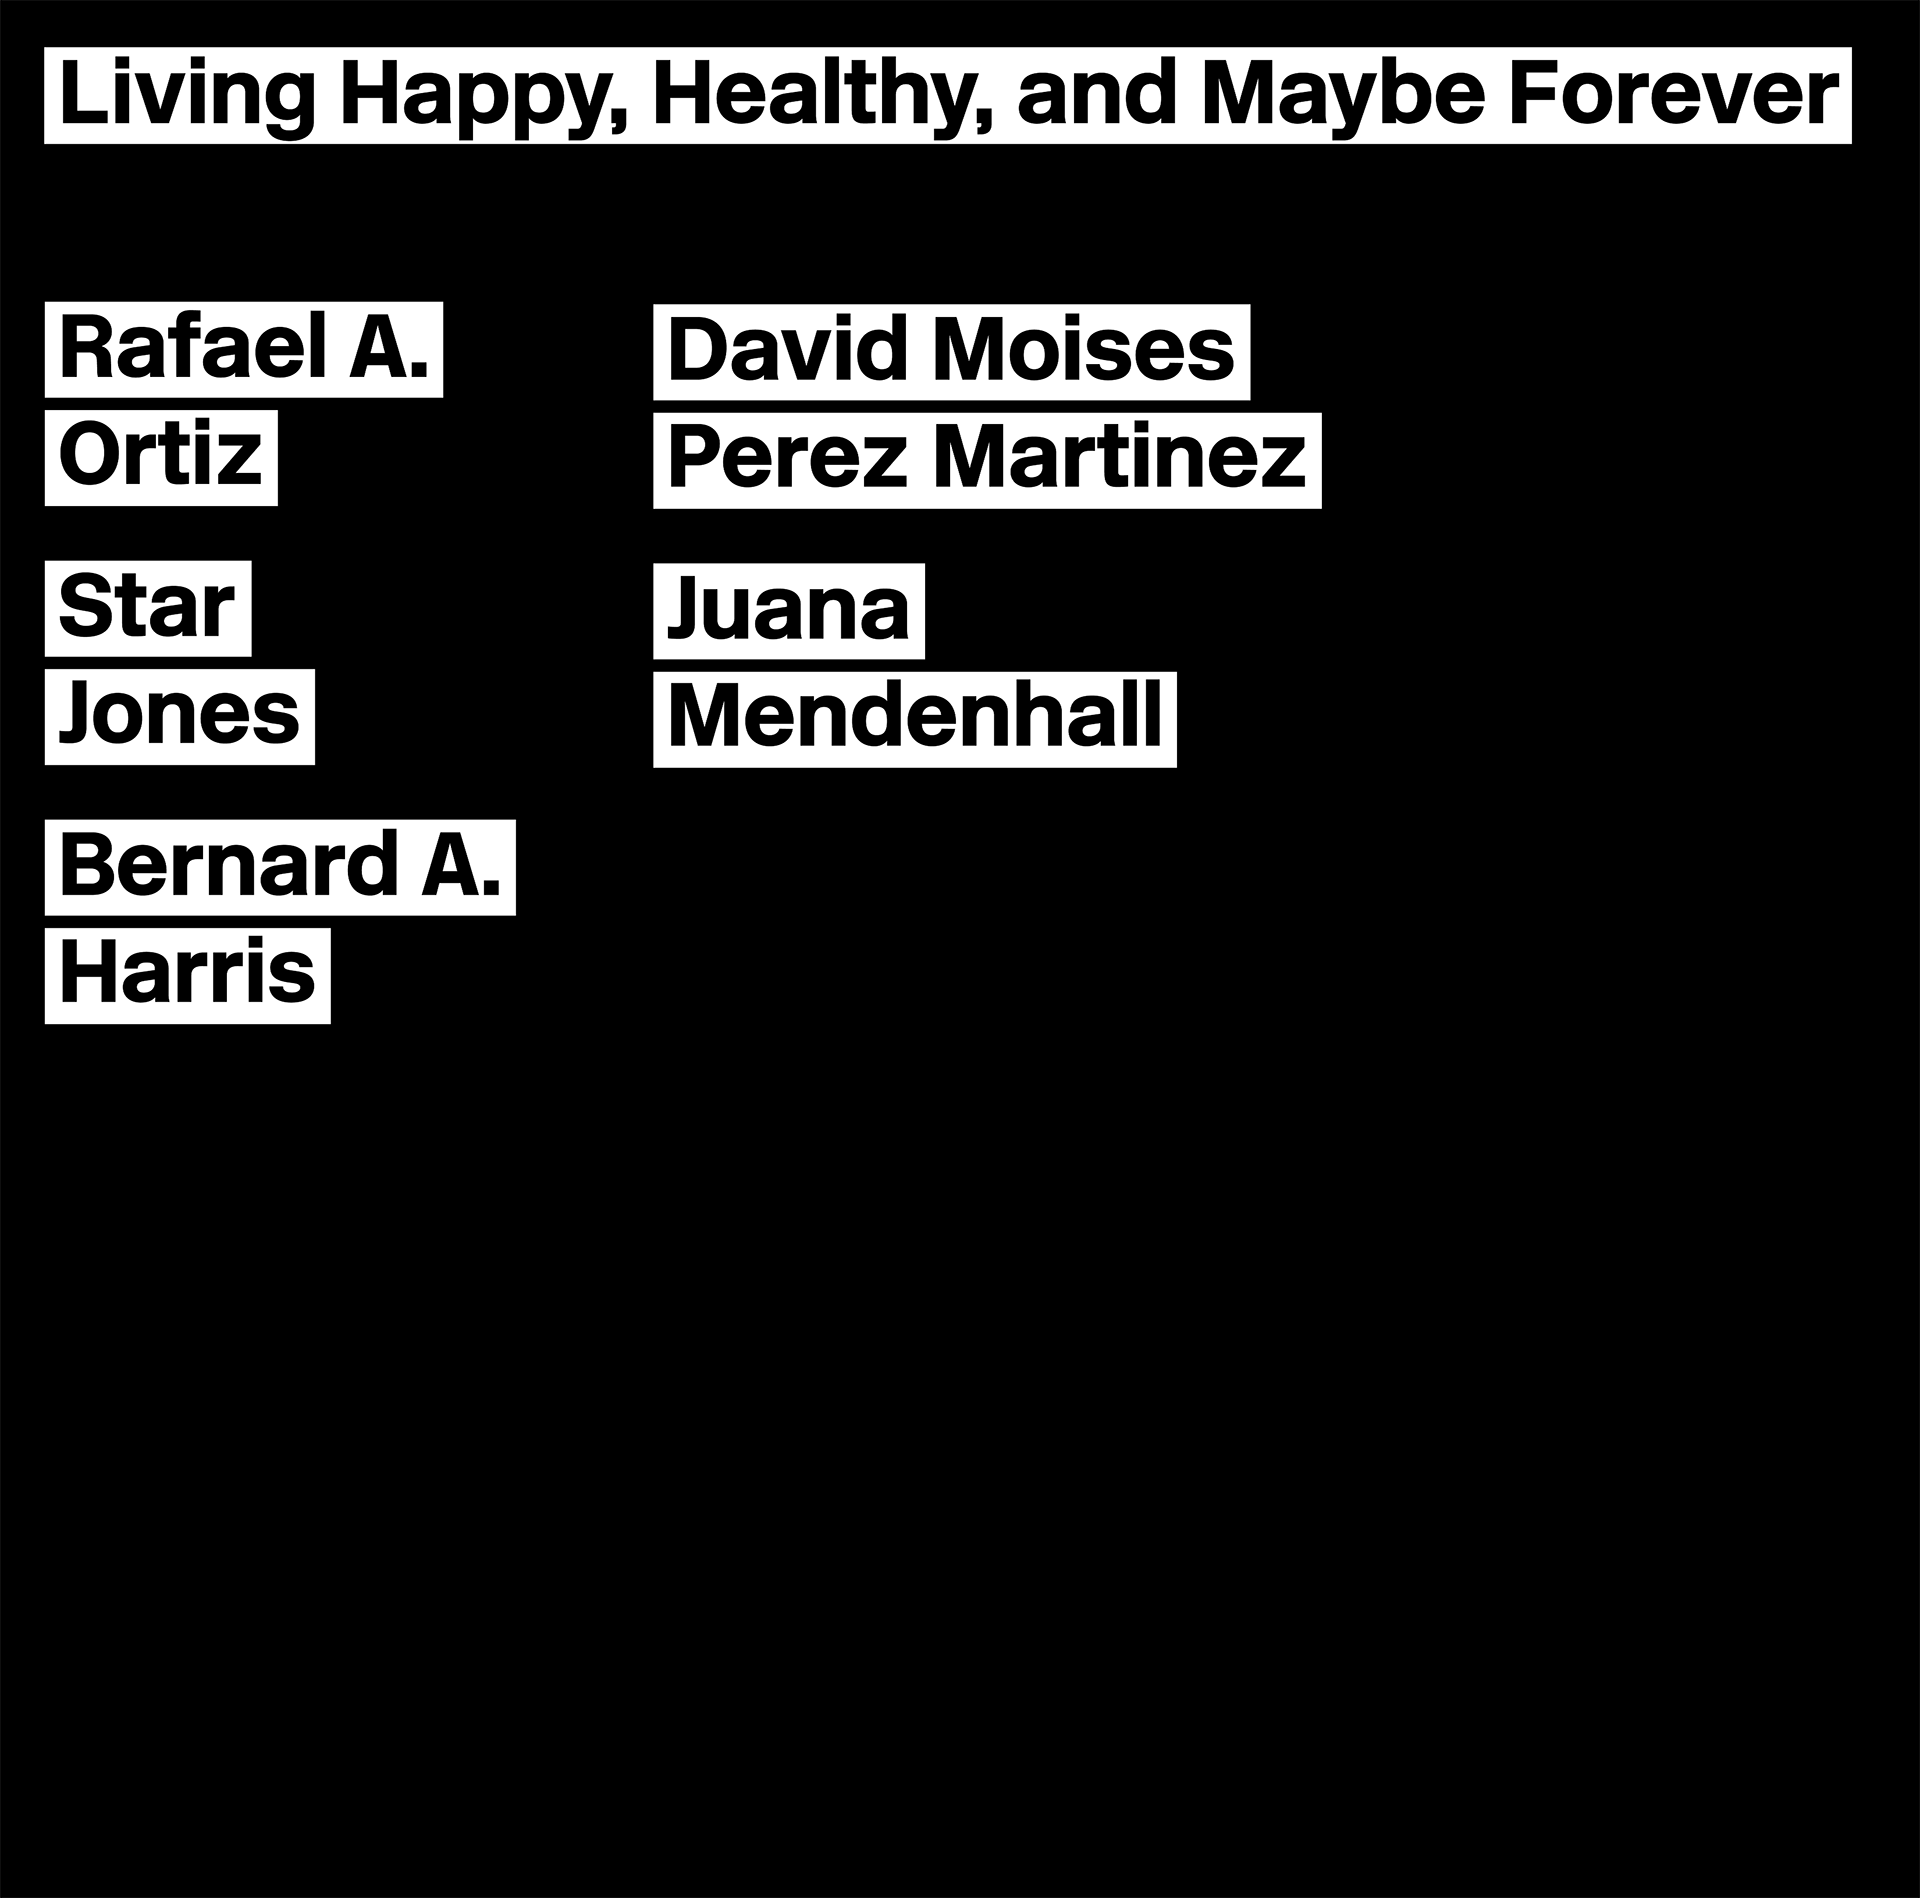 Living Happy, Healthy, and Maybe Forever
Rafael A.
Ortiz
Star
Jones
Bernard A.
Harris
David Moises
Perez Martinez
Juana
Mendenhall